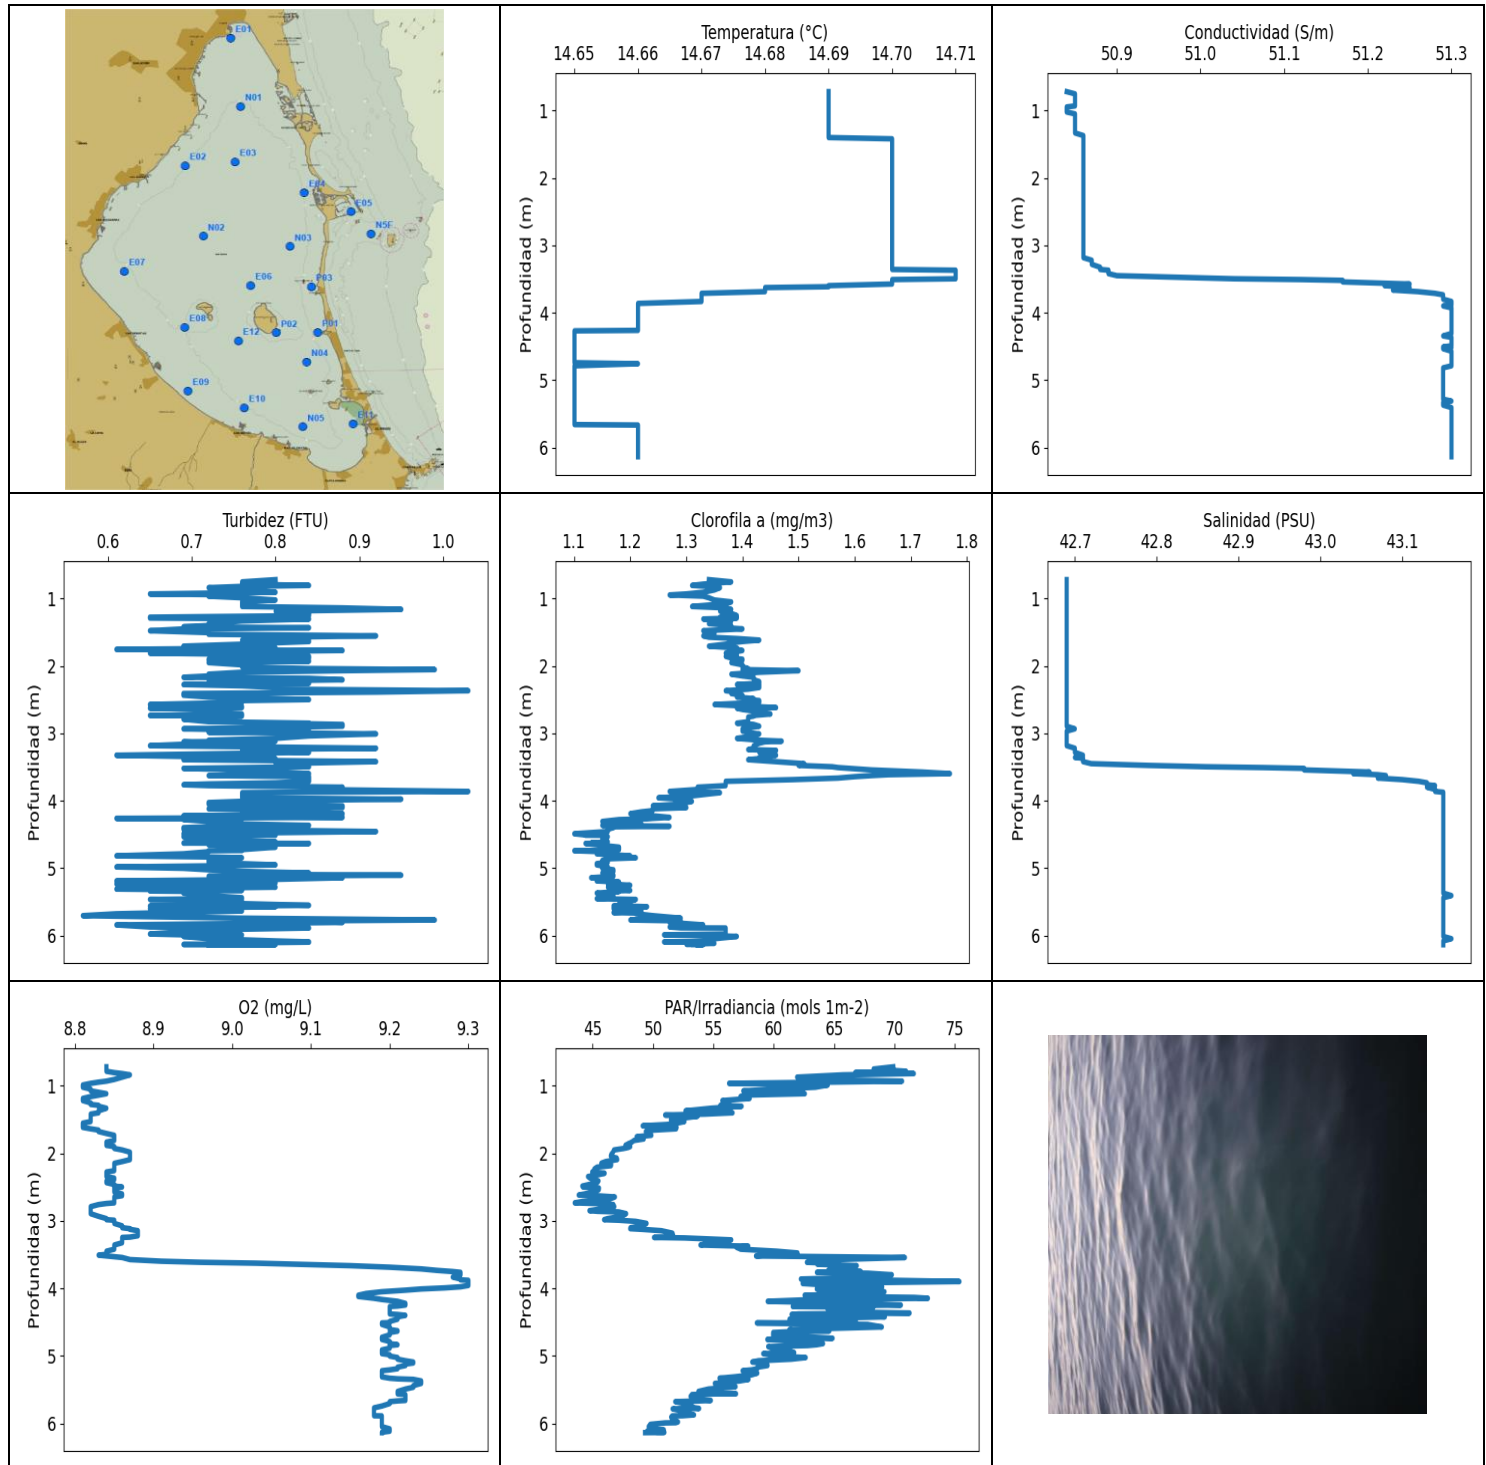 E01
N01
E02
E03
E04
E05
N5F
N02
N03
E07
E06
P03
E08
P02
P01
E12
N04
E09
E10
N05
E11
Temperatura (°C)
14.65 14.66 14.67 14.68 14.69 14.70 14.71
Profundidad (m)
1
2
3
4
5
6
Conductividad (S/m)
50.9 51.0 51.1 51.2 51.3
Profundidad (m)
1
2
3
4
5
6
Turbidez (FTU)
0.6 0.7 0.8 0.9 1.0
Profundidad (m)
1
2
3
4
5
6
Clorofila a (mg/m3)
1.1 1.2 1.3 1.4 1.5 1.6 1.7 1.8
Profundidad (m)
1
2
3
4
5
6
Salinidad (PSU)
42.7 42.8 42.9 43.0 43.1
Profundidad (m)
1
2
3
4
5
6
O2 (mg/L)
8.8 8.9 9.0 9.1 9.2 9.3
Profundidad (m)
1
2
3
4
5
6
PAR/Irradiancia (mols 1m-2)
45 50 55 60 65 70 75
Profundidad (m)
1
2
3
4
5
6